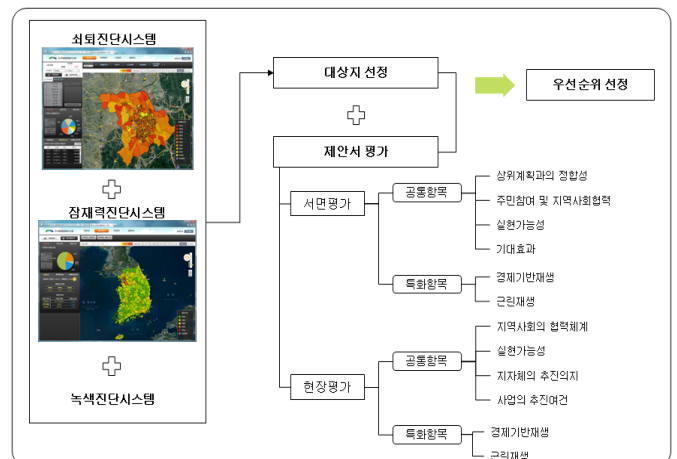 쇠퇴진단시스템
잠재력진단시스템
녹색진단시스템
대상지 선정
제안서 평가
우선순위 선정
서면평가
공통항목
상위계획과의 정합성
주민참여 및 지역사회협력
실현가능성
기대효과
특화항목
경제기반재생
근린재생
현장평가
공통항목
지역사회의 협력체계
실현가능성
지자체의 추진의지
사업의 추진여건
특화항목
경제기반재생
근린재생